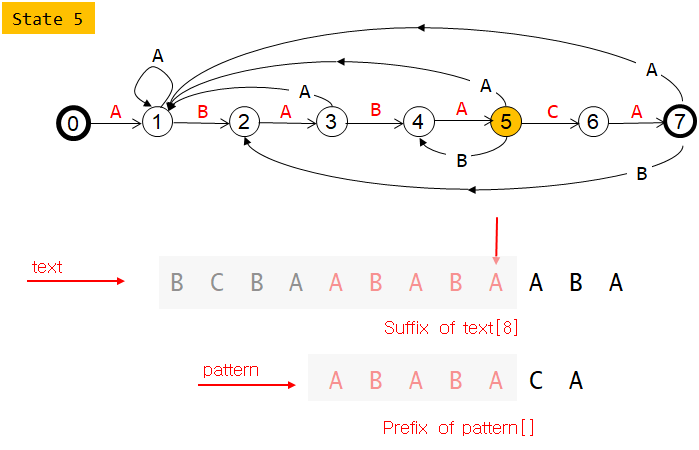 State 5
A
A
A
A
A
B
A
B
A
C
A
0
1
2
3
4
5
6
7
B
B
text
B C B A A B A B A A B A
Suffix of text[8]
pattern
A B A B A C A
Prefix of pattern[]